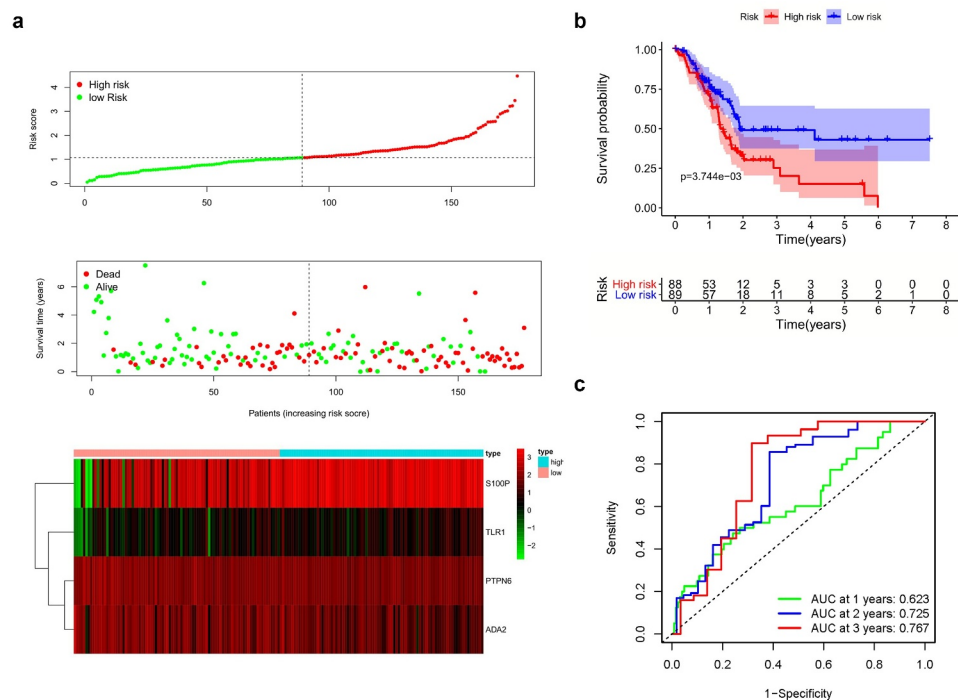 a
High risk
low Risk
Risk score
0 1 2 3 4
0 50 100 150
Dead
Alive
Survival time (years)
0 2 4 6
0 50 100 150
Patients (increasing risk socre)
type
S100P
TLR1
PTPN6
ADA2
3
2
1
0
−1
−2
type
high
low
b
Risk High risk Low risk
Survival probability
1.00
0.75
0.50
0.25
0.00
p=3.744e−03
0 1 2 3 4 5 6 7 8
Time(years)
Risk
High risk 88 53 12 5 3 3 0 0 0
Low risk 89 57 18 11 8 5 2 1 0
0 1 2 3 4 5 6 7 8
Time(years)
c
Sensitivity
0.0 0.2 0.4 0.6 0.8 1.0
AUC at 1 years: 0.623
AUC at 2 years: 0.725
AUC at 3 years: 0.767
0.0 0.2 0.4 0.6 0.8 1.0
1−Specificity